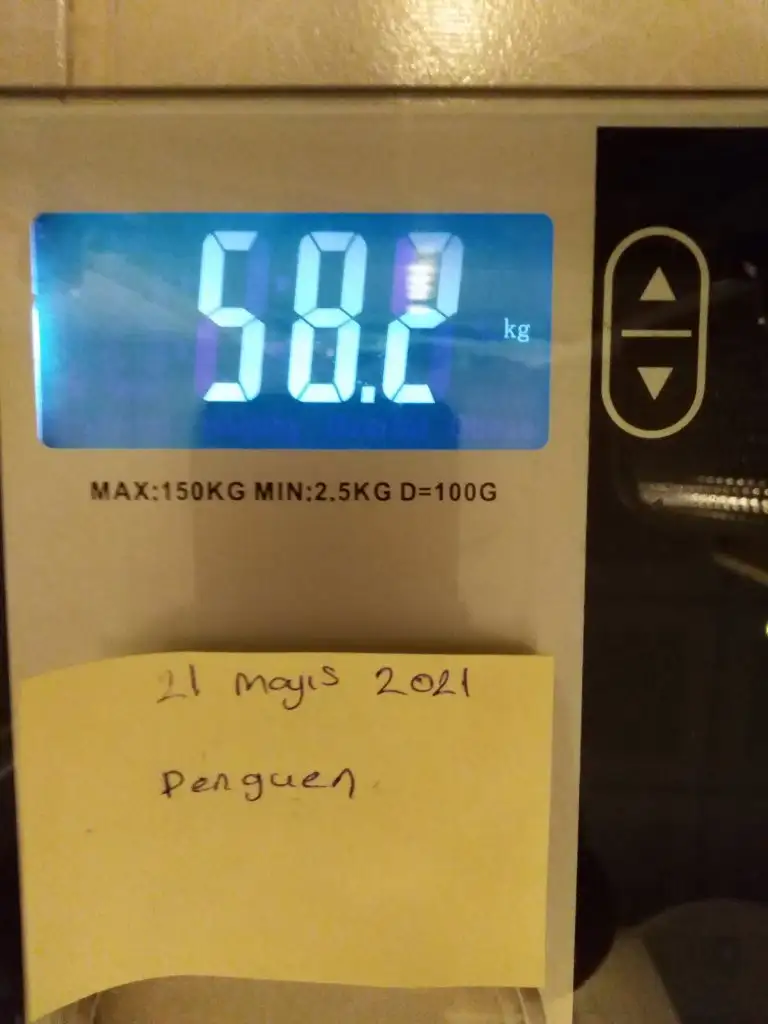 58.2 kg
MAX:150KG MIN:2.5KG D=100G
21 mayıs 2021
Penguen